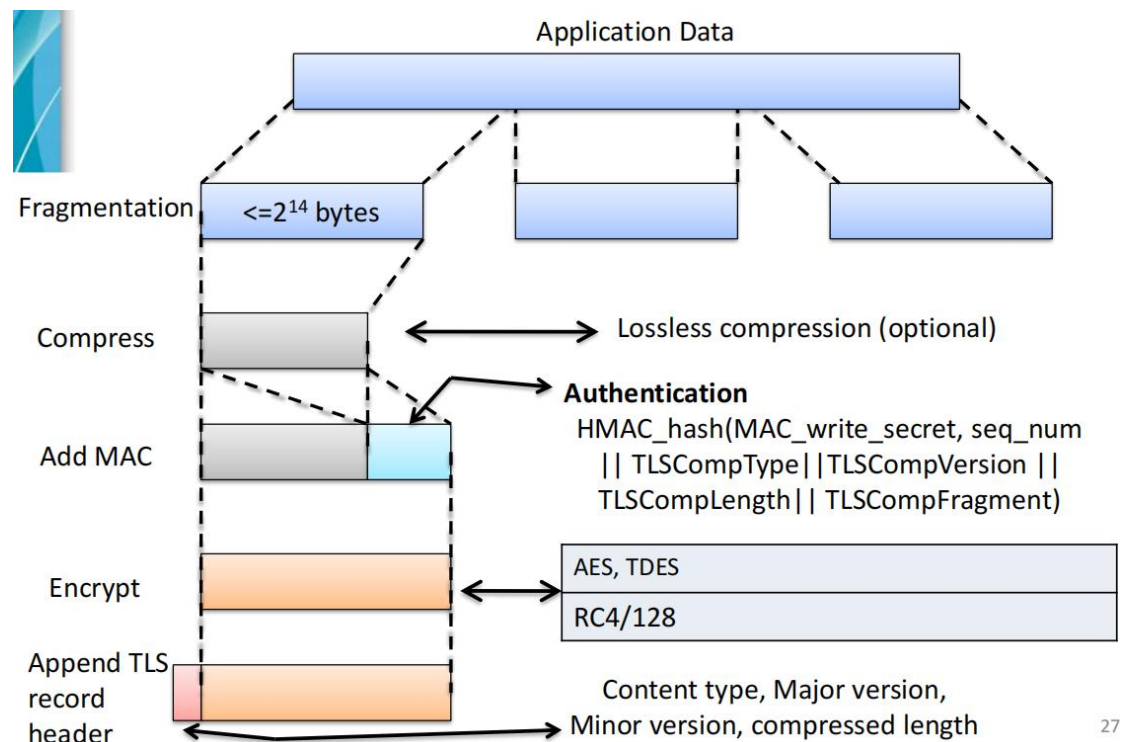 Application Data
Fragmentation
<=2¹⁴ bytes
Compress
Lossless compression (optional)
Authentication
HMAC_hash(MAC_write_secret, seq_num
|| TLSCompType||TLSCompVersion ||
TLSCompLength|| TLSCompFragment)
Add MAC
Encrypt
AES, TDES
RC4/128
Append TLS
record
header
Content type, Major version,
Minor version, compressed length
27